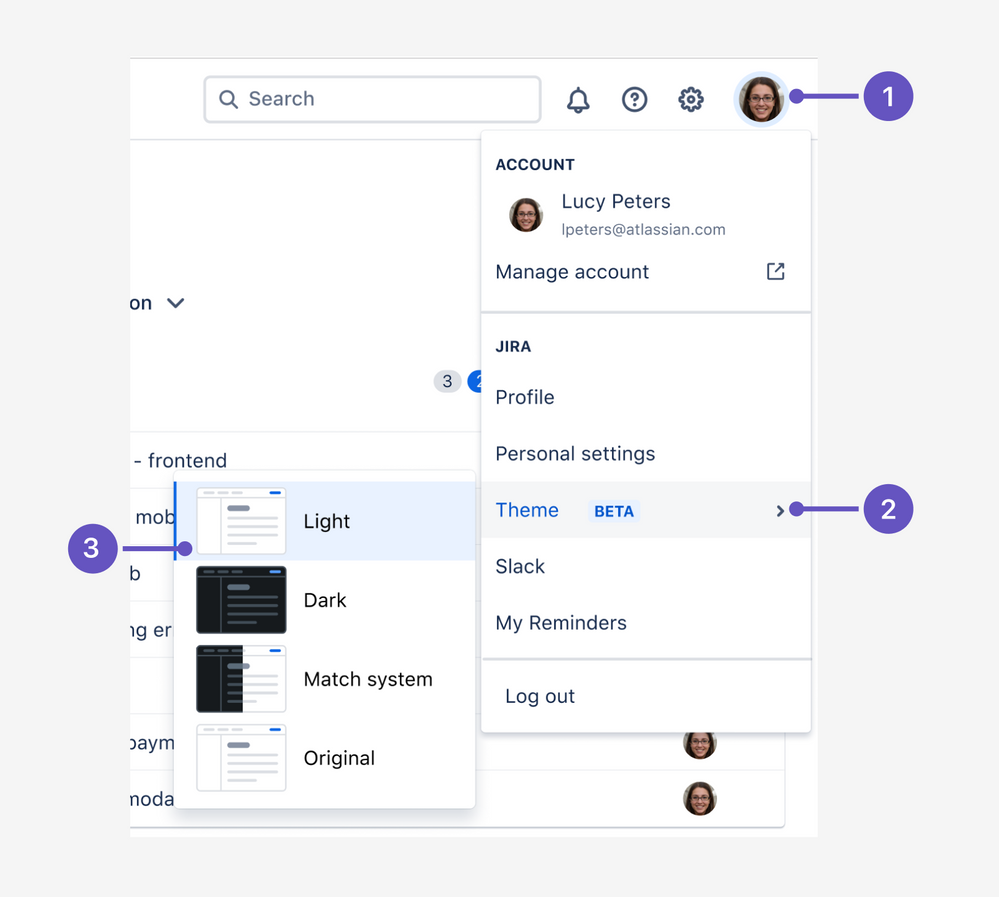 Search
1
ACCOUNT
Lucy Peters
lpeters@atlassian.com
Manage account
on
JIRA
3
2
Profile
- frontend
Personal settings
mob
Theme BETA
2
Light
3
b
Slack
Dark
ng er
My Reminders
Match system
Log out
paym
Original
moda